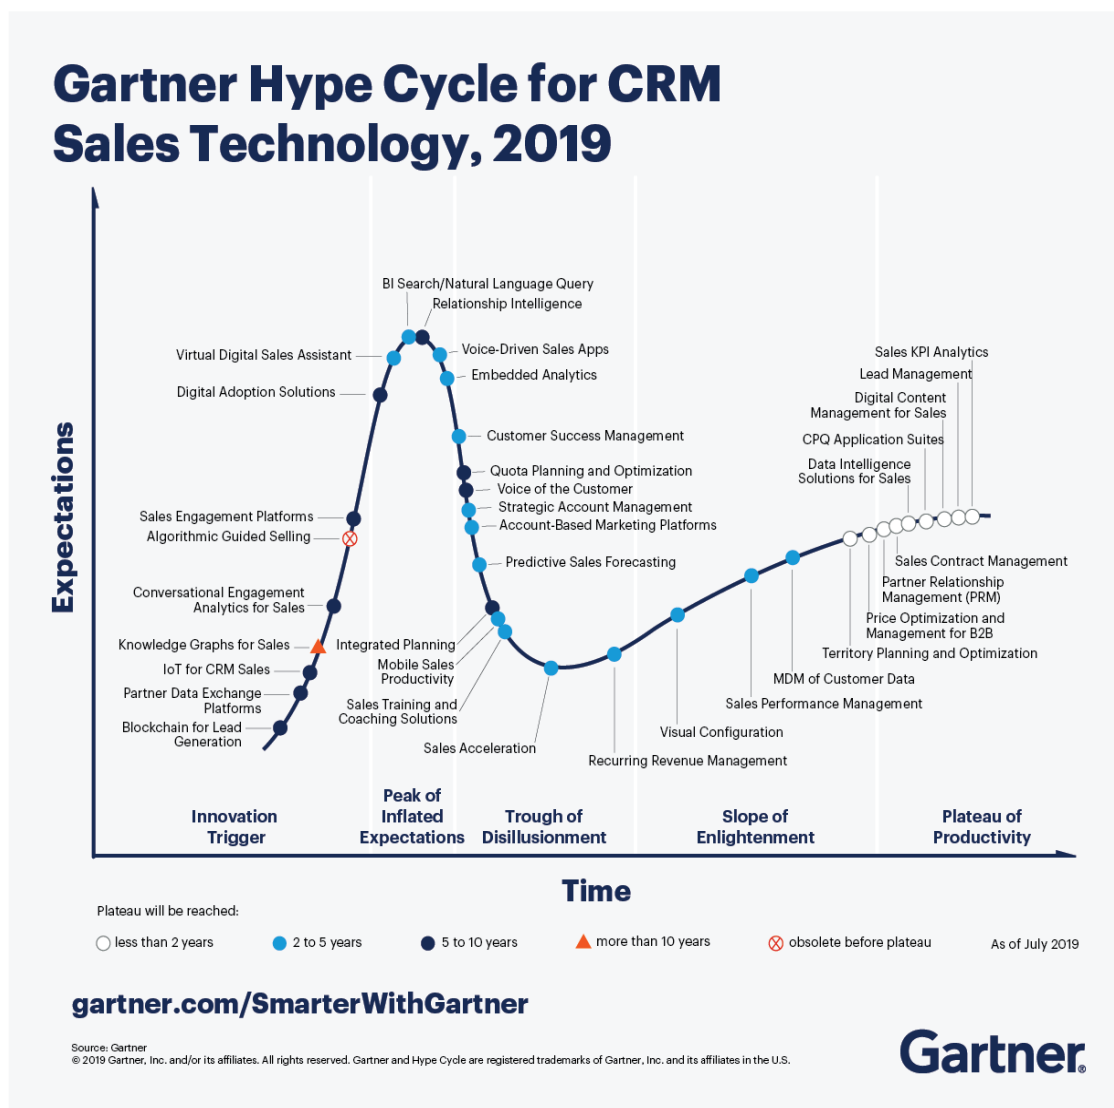 Gartner Hype Cycle for CRM
Sales Technology, 2019
Expectations
BI Search/Natural Language Query
Relationship Intelligence
Virtual Digital Sales Assistant
Voice-Driven Sales Apps
Digital Adoption Solutions
Embedded Analytics
Customer Success Management
Quota Planning and Optimization
Voice of the Customer
Strategic Account Management
Sales Engagement Platforms
Account-Based Marketing Platforms
Algorithmic Guided Selling
Predictive Sales Forecasting
Conversational Engagement
Analytics for Sales
Knowledge Graphs for Sales
Integrated Planning
IoT for CRM Sales
Mobile Sales
Productivity
Partner Data Exchange
Platforms
Sales Training and
Coaching Solutions
Blockchain for Lead
Generation
Sales Acceleration
Recurring Revenue Management
Visual Configuration
Sales Performance Management
MDM of Customer Data
Territory Planning and Optimization
Price Optimization and
Management for B2B
Partner Relationship
Management (PRM)
Sales Contract Management
Data Intelligence
Solutions for Sales
CPQ Application Suites
Digital Content
Management for Sales
Lead Management
Sales KPI Analytics
Innovation
Trigger
Peak of
Inflated
Expectations
Trough of
Disillusionment
Slope of
Enlightenment
Plateau of
Productivity
Time
Plateau will be reached:
less than 2 years
2 to 5 years
5 to 10 years
more than 10 years
obsolete before plateau
As of July 2019
gartner.com/SmarterWithGartner
Source: Gartner
© 2019 Gartner, Inc. and/or its affiliates. All rights reserved. Gartner and Hype Cycle are registered trademarks of Gartner, Inc. and its affiliates in the U.S.
Gartner®